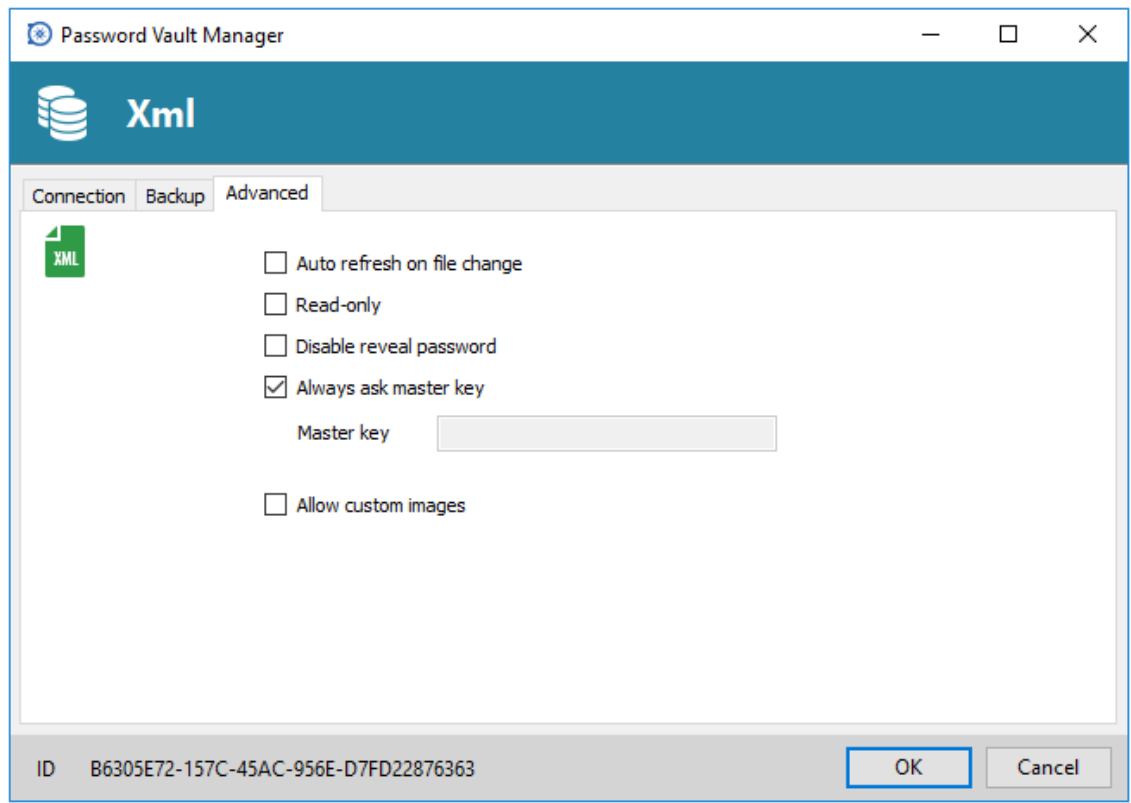 Password Vault Manager
Xml
Connection Backup Advanced
XML
Auto refresh on file change
Read-only
Disable reveal password
Always ask master key
Master key
Allow custom images
ID B6305E72-157C-45AC-956E-D7FD22876363 OK Cancel